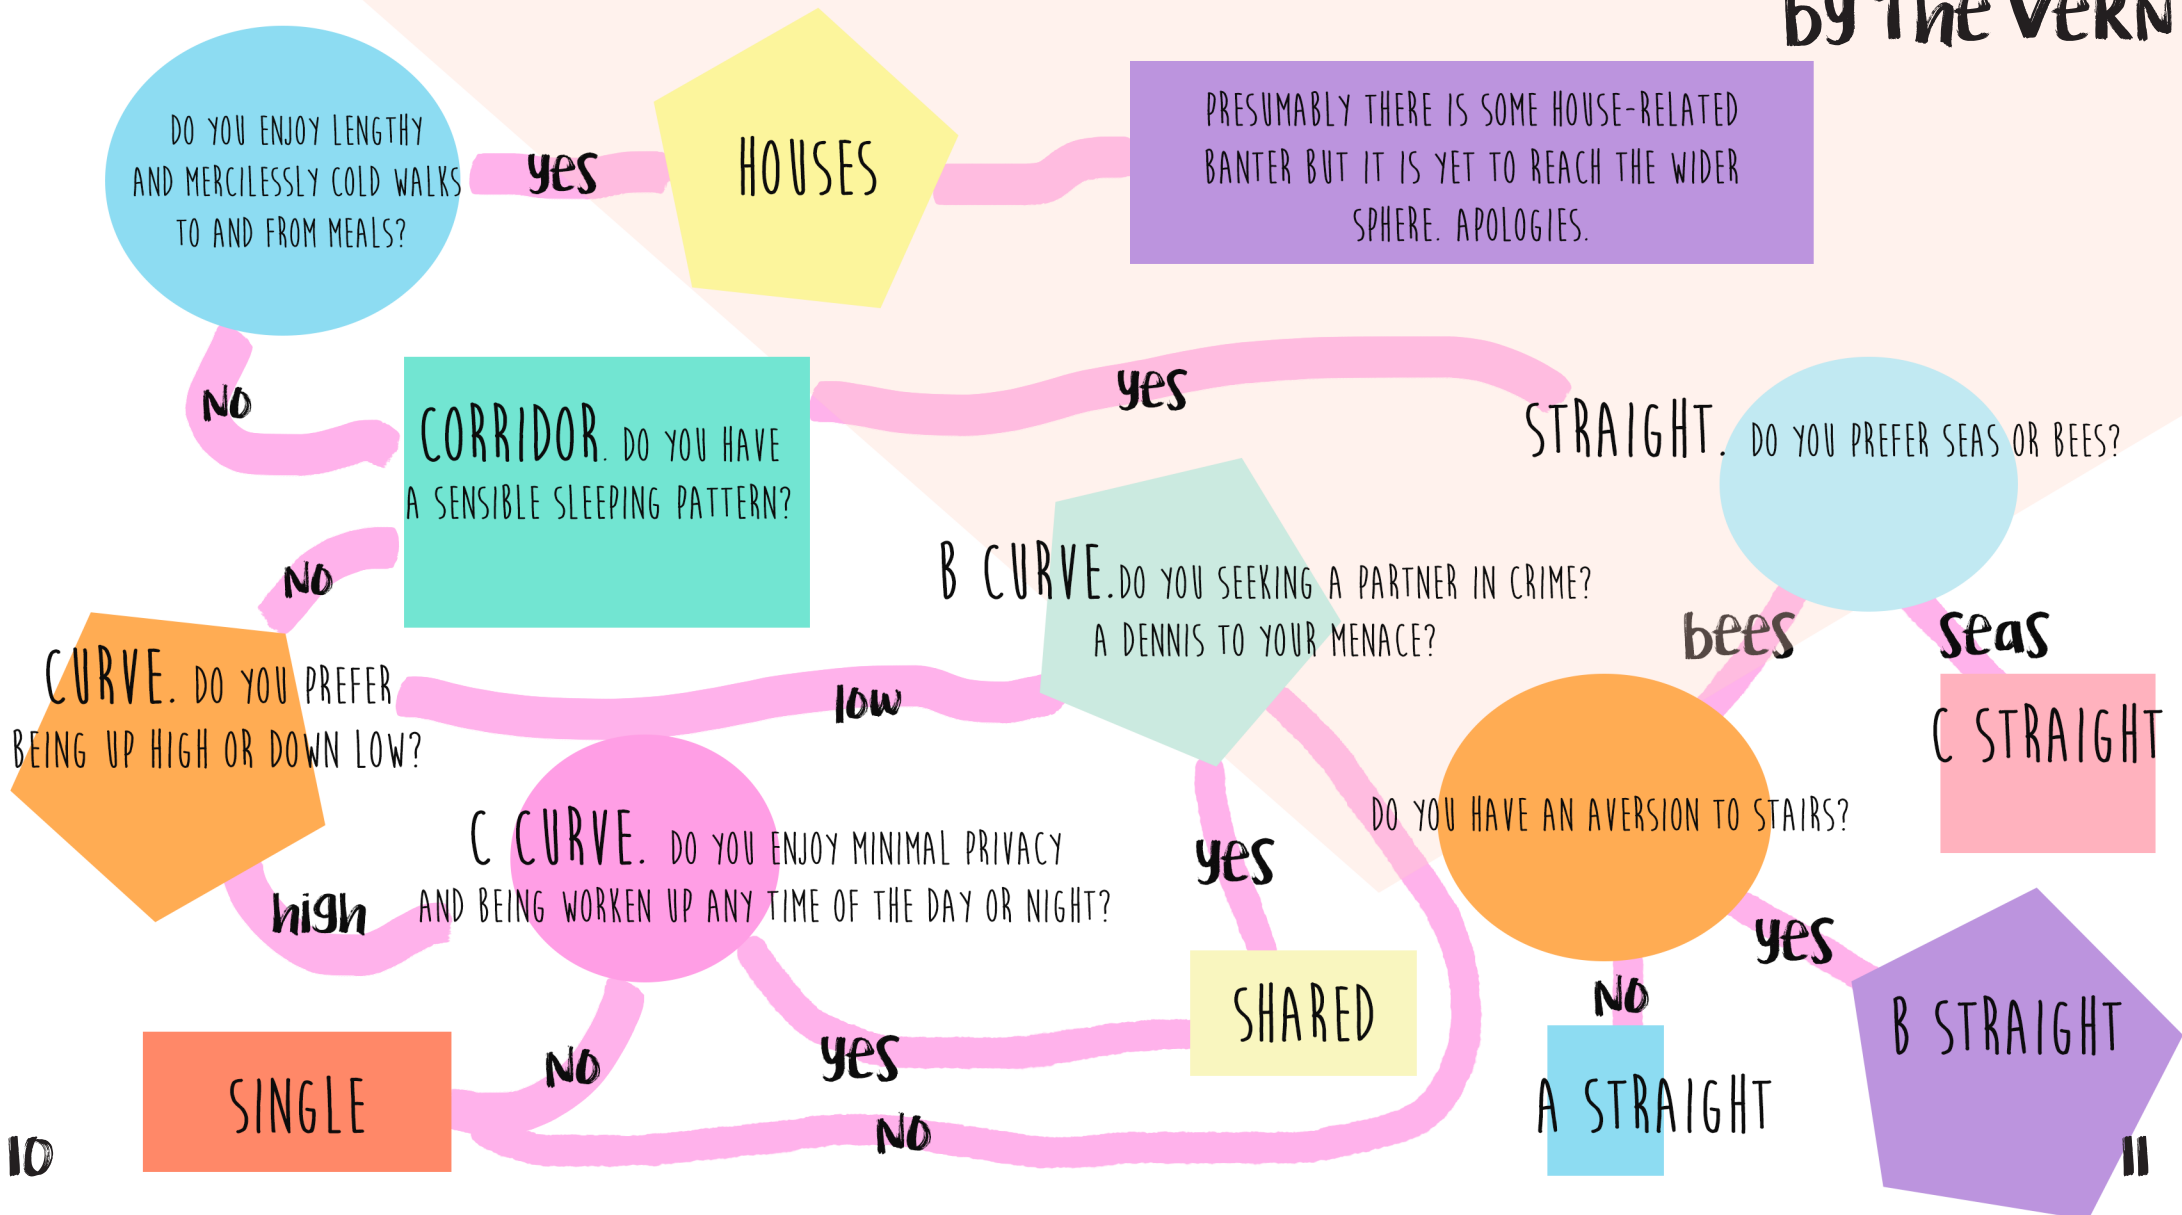 by The VERN
DO YOU ENJOY LENGTHY
AND MERCILESSLY COLD WALKS
TO AND FROM MEALS?
yes
HOUSES
PRESUMABLY THERE IS SOME HOUSE-RELATED
BANTER BUT IT IS YET TO REACH THE WIDER
SPHERE. APOLOGIES.
NO
CORRIDOR. DO YOU HAVE
A SENSIBLE SLEEPING PATTERN?
yes
STRAIGHT. DO YOU PREFER SEAS OR BEES?
NO
B CURVE. DO YOU SEEKING A PARTNER IN CRIME?
A DENNIS TO YOUR MENACE?
bees
seas
CURVE. DO YOU PREFER
BEING UP HIGH OR DOWN LOW?
low
C STRAIGHT
C CURVE. DO YOU ENJOY MINIMAL PRIVACY
AND BEING WORKEN UP ANY TIME OF THE DAY OR NIGHT?
DO YOU HAVE AN AVERSION TO STAIRS?
high
yes
yes
NO
SHARED
B STRAIGHT
NO
yes
SINGLE
A STRAIGHT
NO
10
11